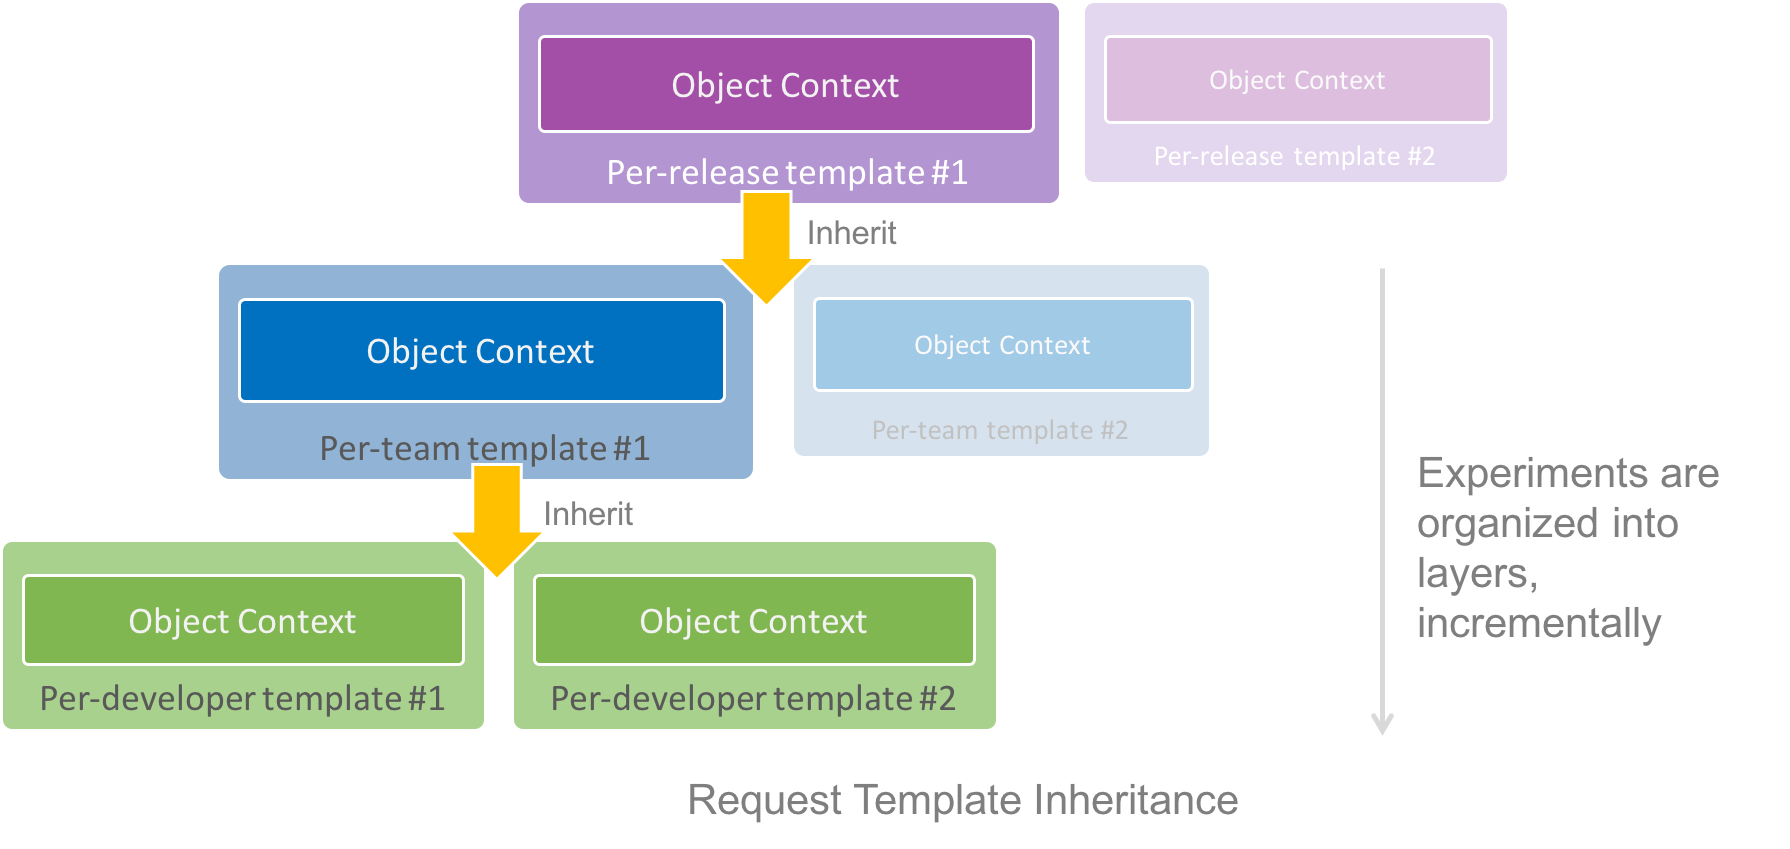 Object Context
Object Context
Per-release template #1
Per-release template #2
Inherit
Object Context
Object Context
Per-team template #1
Per-team template #2
Inherit
Object Context
Object Context
Per-developer template #1
Per-developer template #2
Experiments are
organized into
layers,
incrementally
Request Template Inheritance